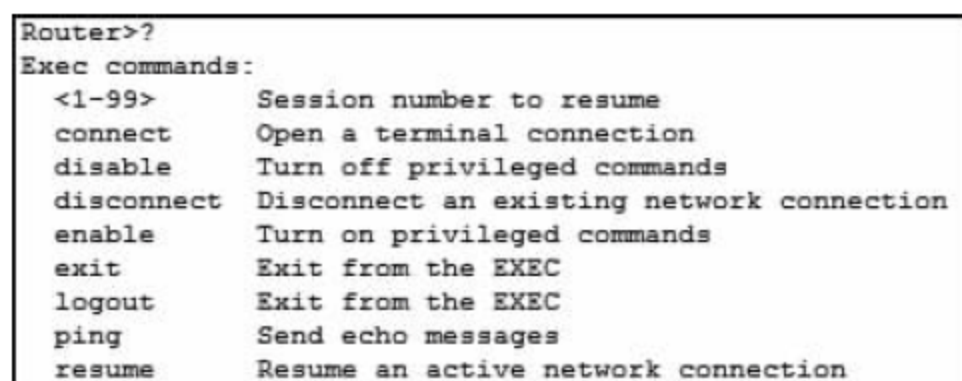 Router>?
Exec commands:
  <1-99>      Session number to resume
  connect     Open a terminal connection
  disable     Turn off privileged commands
  disconnect  Disconnect an existing network connection
  enable      Turn on privileged commands
  exit        Exit from the EXEC
  logout      Exit from the EXEC
  ping        Send echo messages
  resume      Resume an active network connection